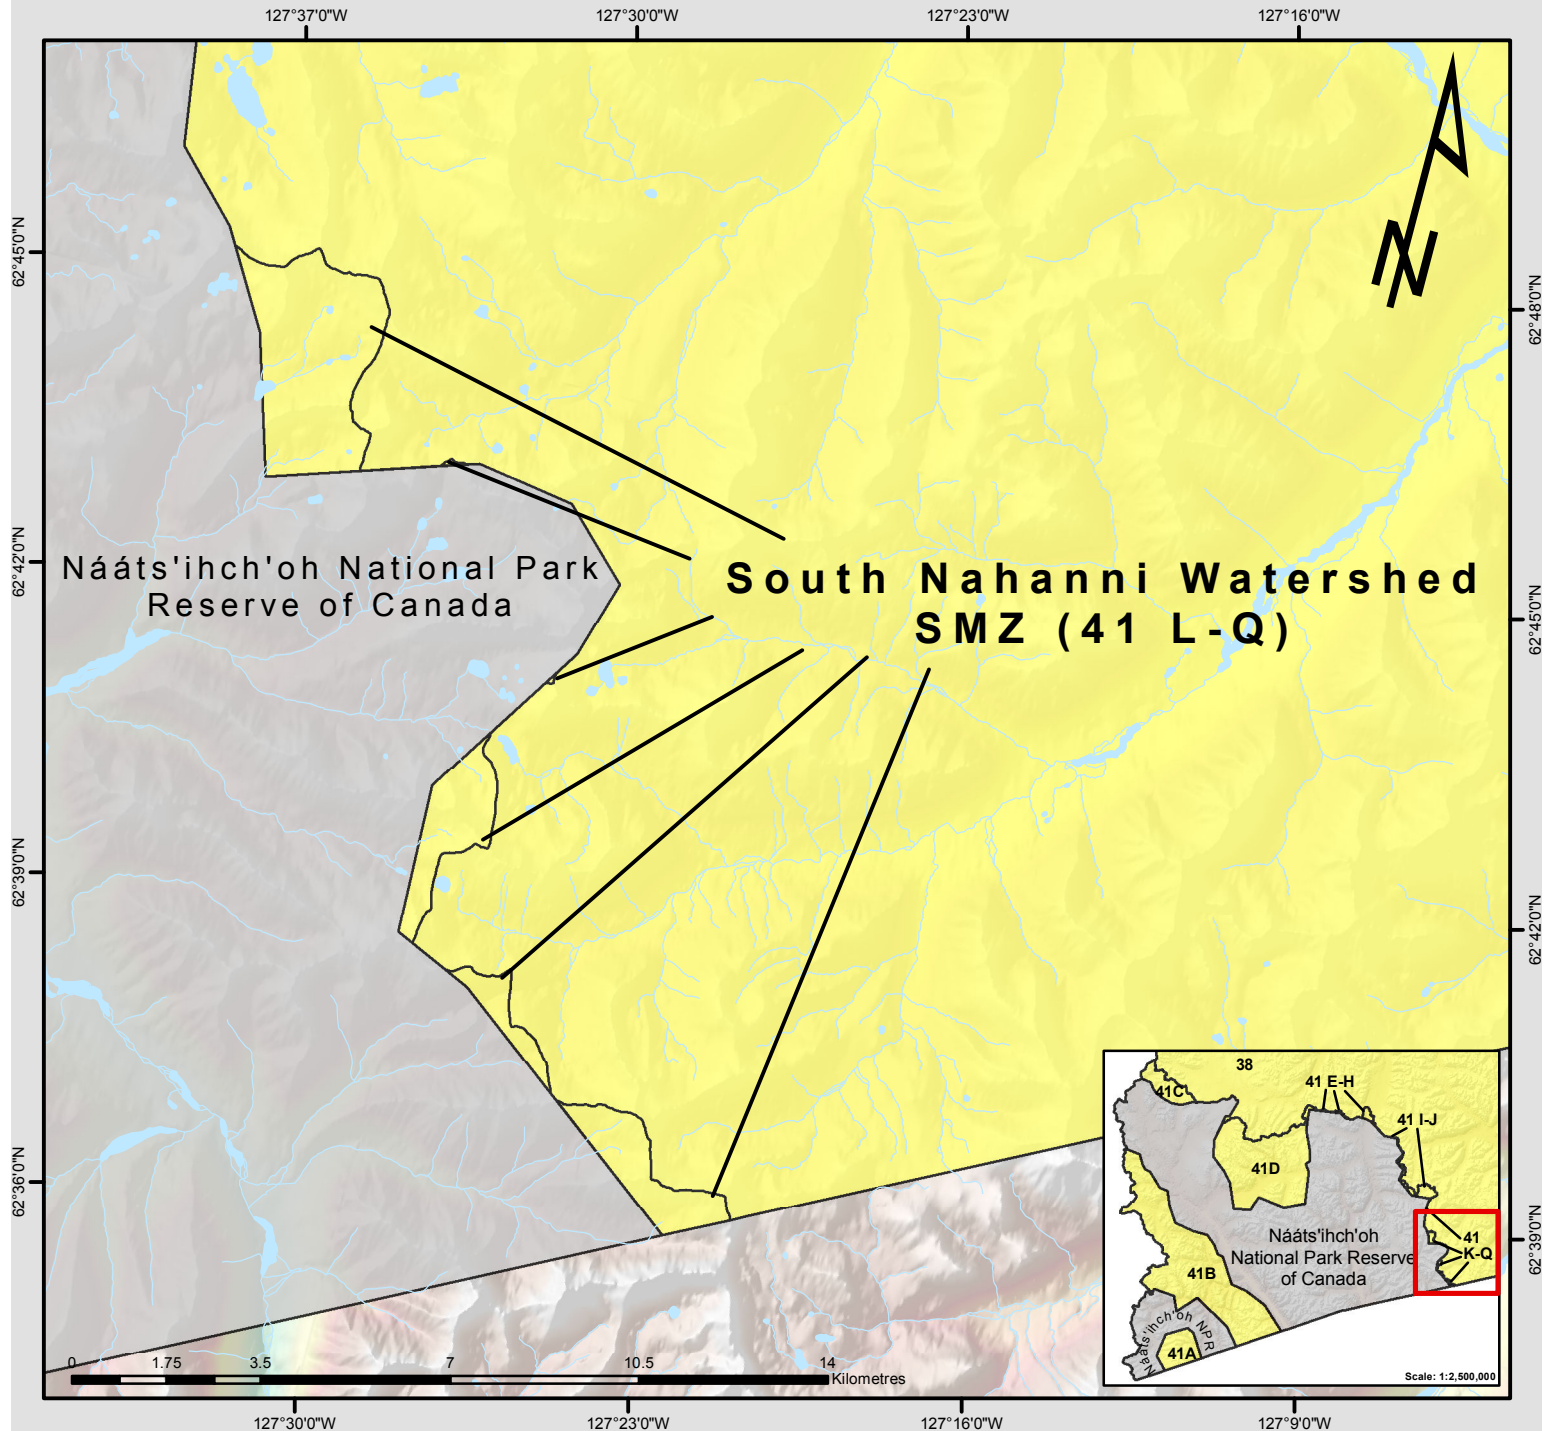 127°37'0"W
127°30'0"W
127°23'0"W
127°16'0"W
N
62°45'0"N
62°48'0"N
62°42'0"N
Nááts'ihch'oh National Park
Reserve of Canada
South Nahanni Watershed
SMZ (41 L-Q)
62°45'0"N
62°39'0"N
62°42'0"N
38
41 E-H
41C
41 I-J
41D
62°36'0"N
Nááts'ihch'oh
National Park Reserve
of Canada
41
K-Q
62°39'0"N
41B
Nááts'ihch'oh NPR
41A
Scale: 1:2,500,000
0 1.75 3.5 7 10.5 14
Kilometres
127°30'0"W
127°23'0"W
127°16'0"W
127°9'0"W